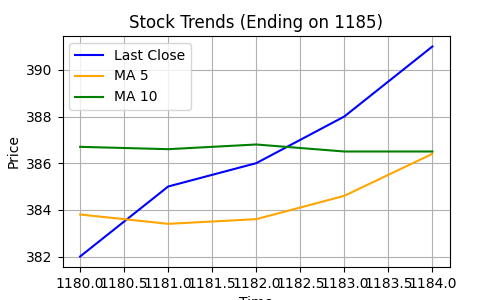 Stock Trends (Ending on 1185)
Last Close
MA 5
MA 10
Price
390
388
386
384
382
1180.0 1180.5 1181.0 1181.5 1182.0 1182.5 1183.0 1183.5 1184.0
Time